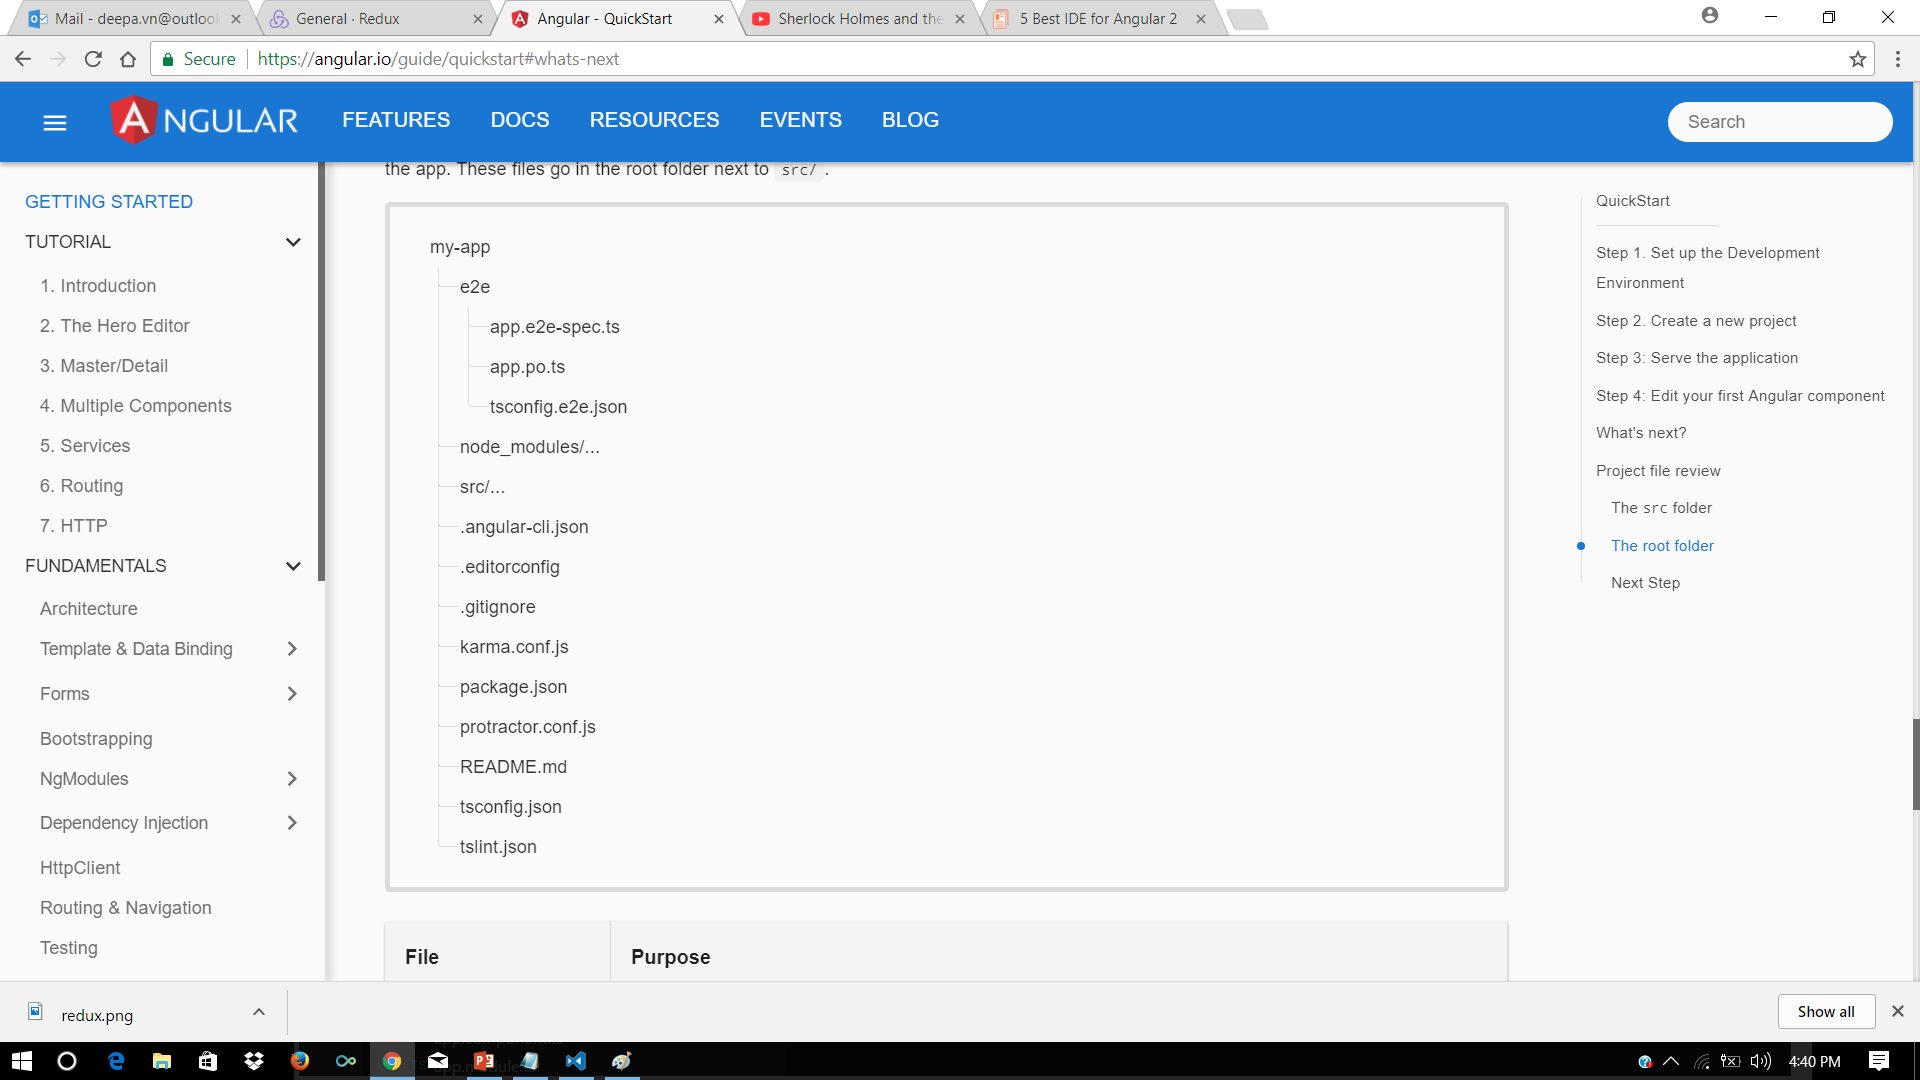 Mail - deepa.vn@outlook
General · Redux
Angular - QuickStart
Sherlock Holmes and the
5 Best IDE for Angular 2
Secure
https://angular.io/guide/quickstart#whats-next
ANGULAR
FEATURES
DOCS
RESOURCES
EVENTS
BLOG
Search
GETTING STARTED
TUTORIAL
1. Introduction
2. The Hero Editor
3. Master/Detail
4. Multiple Components
5. Services
6. Routing
7. HTTP
FUNDAMENTALS
Architecture
Template & Data Binding
Forms
Bootstrapping
NgModules
Dependency Injection
HttpClient
Routing & Navigation
Testing
the app. These files go in the root folder next to src/ .
my-app
e2e
app.e2e-spec.ts
app.po.ts
tsconfig.e2e.json
node_modules/...
src/...
.angular-cli.json
.editorconfig
.gitignore
karma.conf.js
package.json
protractor.conf.js
README.md
tsconfig.json
tslint.json
File
Purpose
QuickStart
Step 1. Set up the Development
Environment
Step 2. Create a new project
Step 3: Serve the application
Step 4: Edit your first Angular component
What's next?
Project file review
The src folder
The root folder
Next Step
redux.png
Show all
4:40 PM